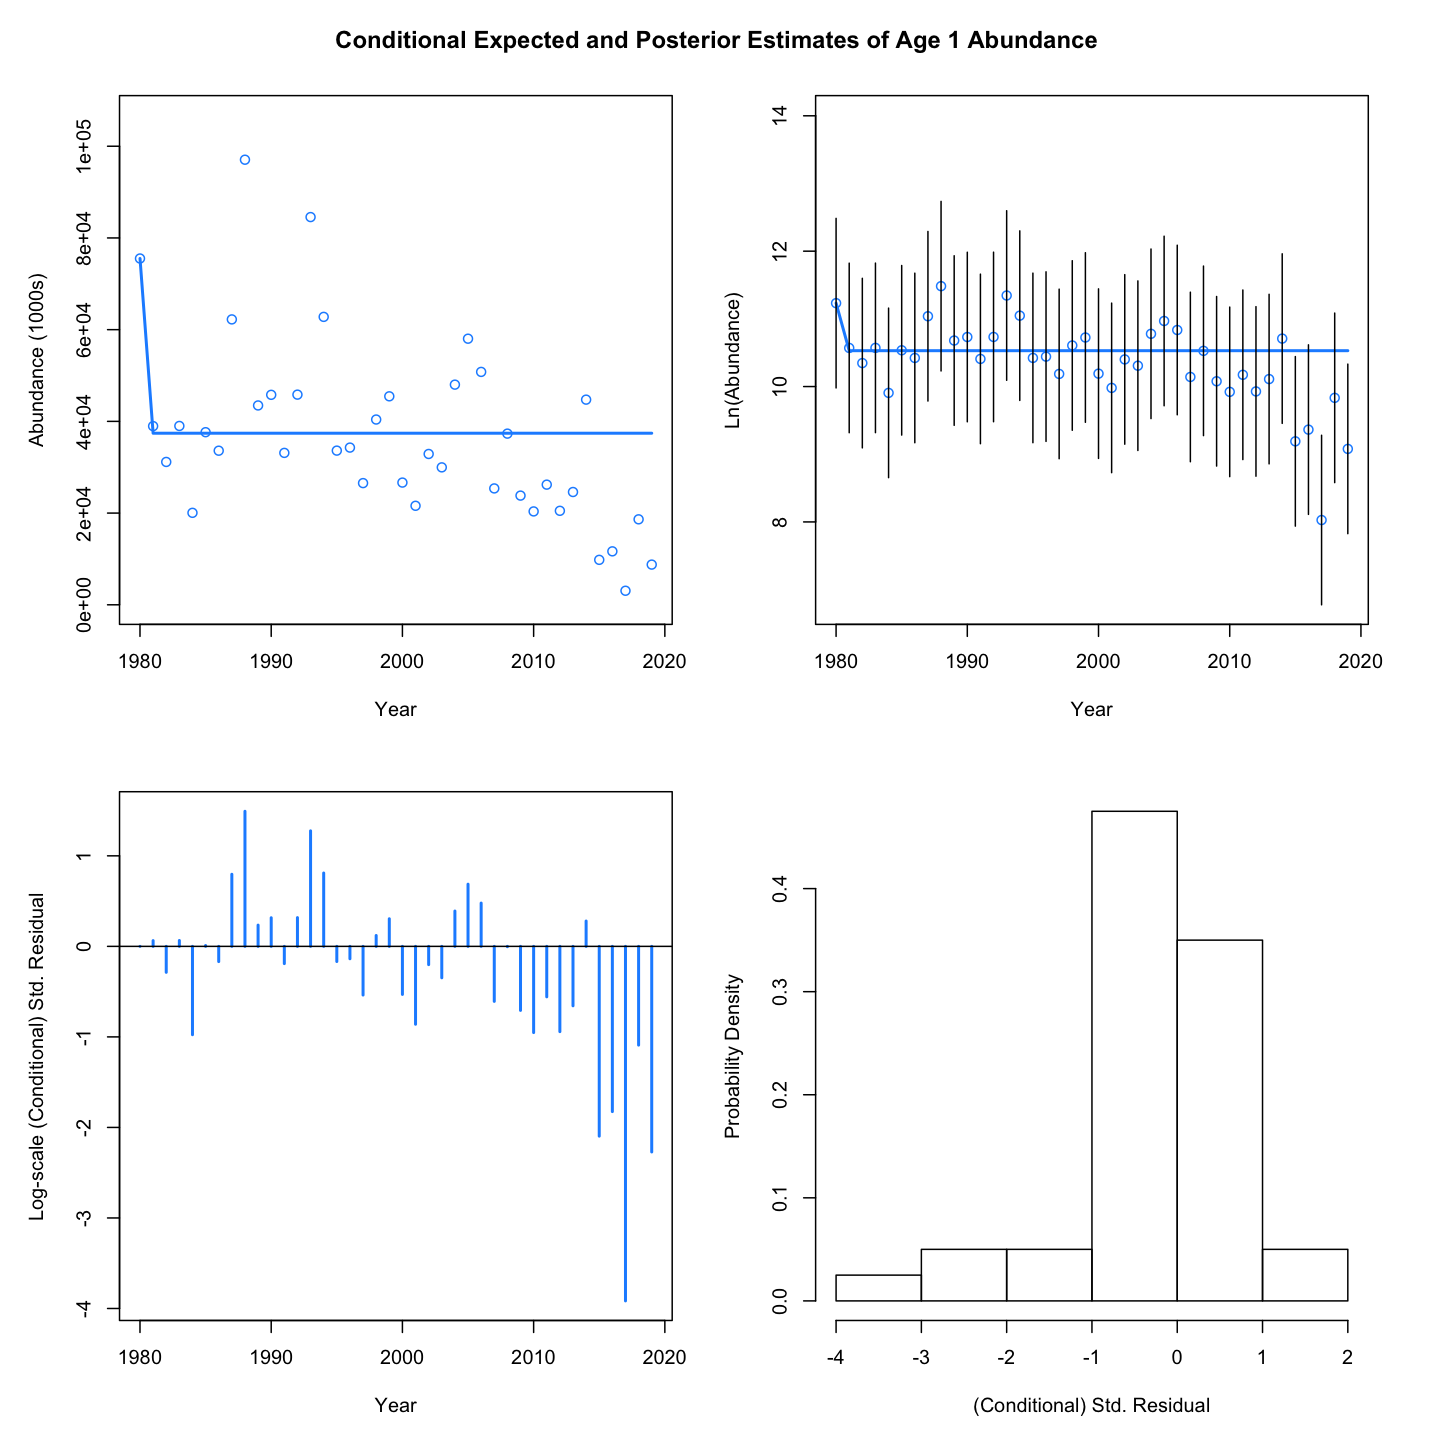 Conditional Expected and Posterior Estimates of Age 1 Abundance
Abundance (1000s)
1e+05
8e+04
6e+04
4e+04
2e+04
0e+00
1980 1990 2000 2010 2020
Year
Ln(Abundance)
14
12
10
8
1980 1990 2000 2010 2020
Year
Log-scale (Conditional) Std. Residual
1
0
-1
-2
-3
-4
1980 1990 2000 2010 2020
Year
Probability Density
0.4
0.3
0.2
0.1
0.0
-4 -3 -2 -1 0 1 2
(Conditional) Std. Residual